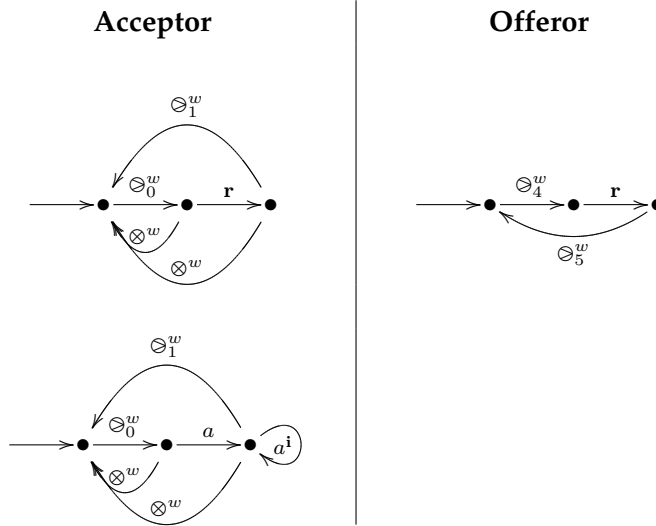 Acceptor Offeror
⧁₁ʷ
⧁₀ʷ r ⧁₄ʷ r
⊗ʷ
⊗ʷ ⧁₅ʷ
⧁₁ʷ
⧁₀ʷ a aⁱ
⊗ʷ
⊗ʷ